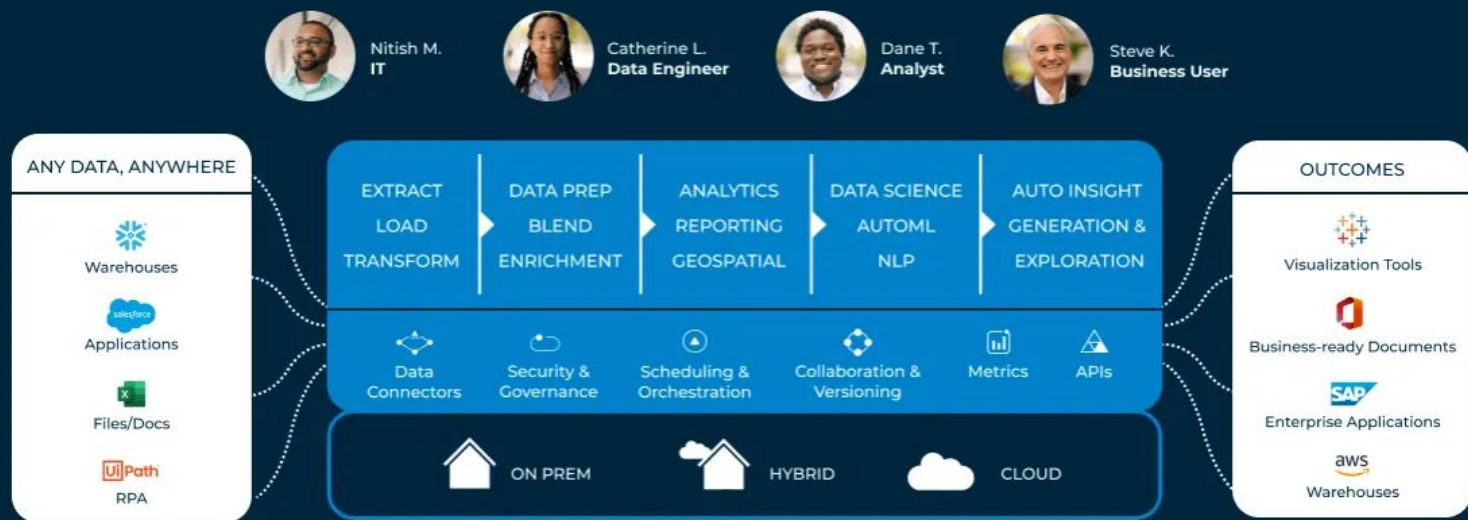 Nitish M.
IT
Catherine L.
Data Engineer
Dane T.
Analyst
Steve K.
Business User
ANY DATA, ANYWHERE
Warehouses
salesforce
Applications
X
Files/Docs
UiPath
RPA
EXTRACT
LOAD
TRANSFORM
DATA PREP
BLEND
ENRICHMENT
ANALYTICS
REPORTING
GEOSPATIAL
DATA SCIENCE
AUTOML
NLP
AUTO INSIGHT
GENERATION &
EXPLORATION
Data
Connectors
Security &
Governance
Scheduling &
Orchestration
Collaboration &
Versioning
Metrics
APIs
ON PREM
HYBRID
CLOUD
OUTCOMES
Visualization Tools
Business-ready Documents
SAP
Enterprise Applications
aws
Warehouses